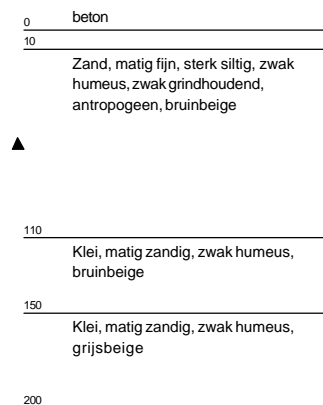 0 beton
10
Zand, matig fijn, sterk siltig, zwak
humeus, zwak grindhoudend,
antropogeen, bruinbeige
110
Klei, matig zandig, zwak humeus,
bruinbeige
150
Klei, matig zandig, zwak humeus,
grijsbeige
200